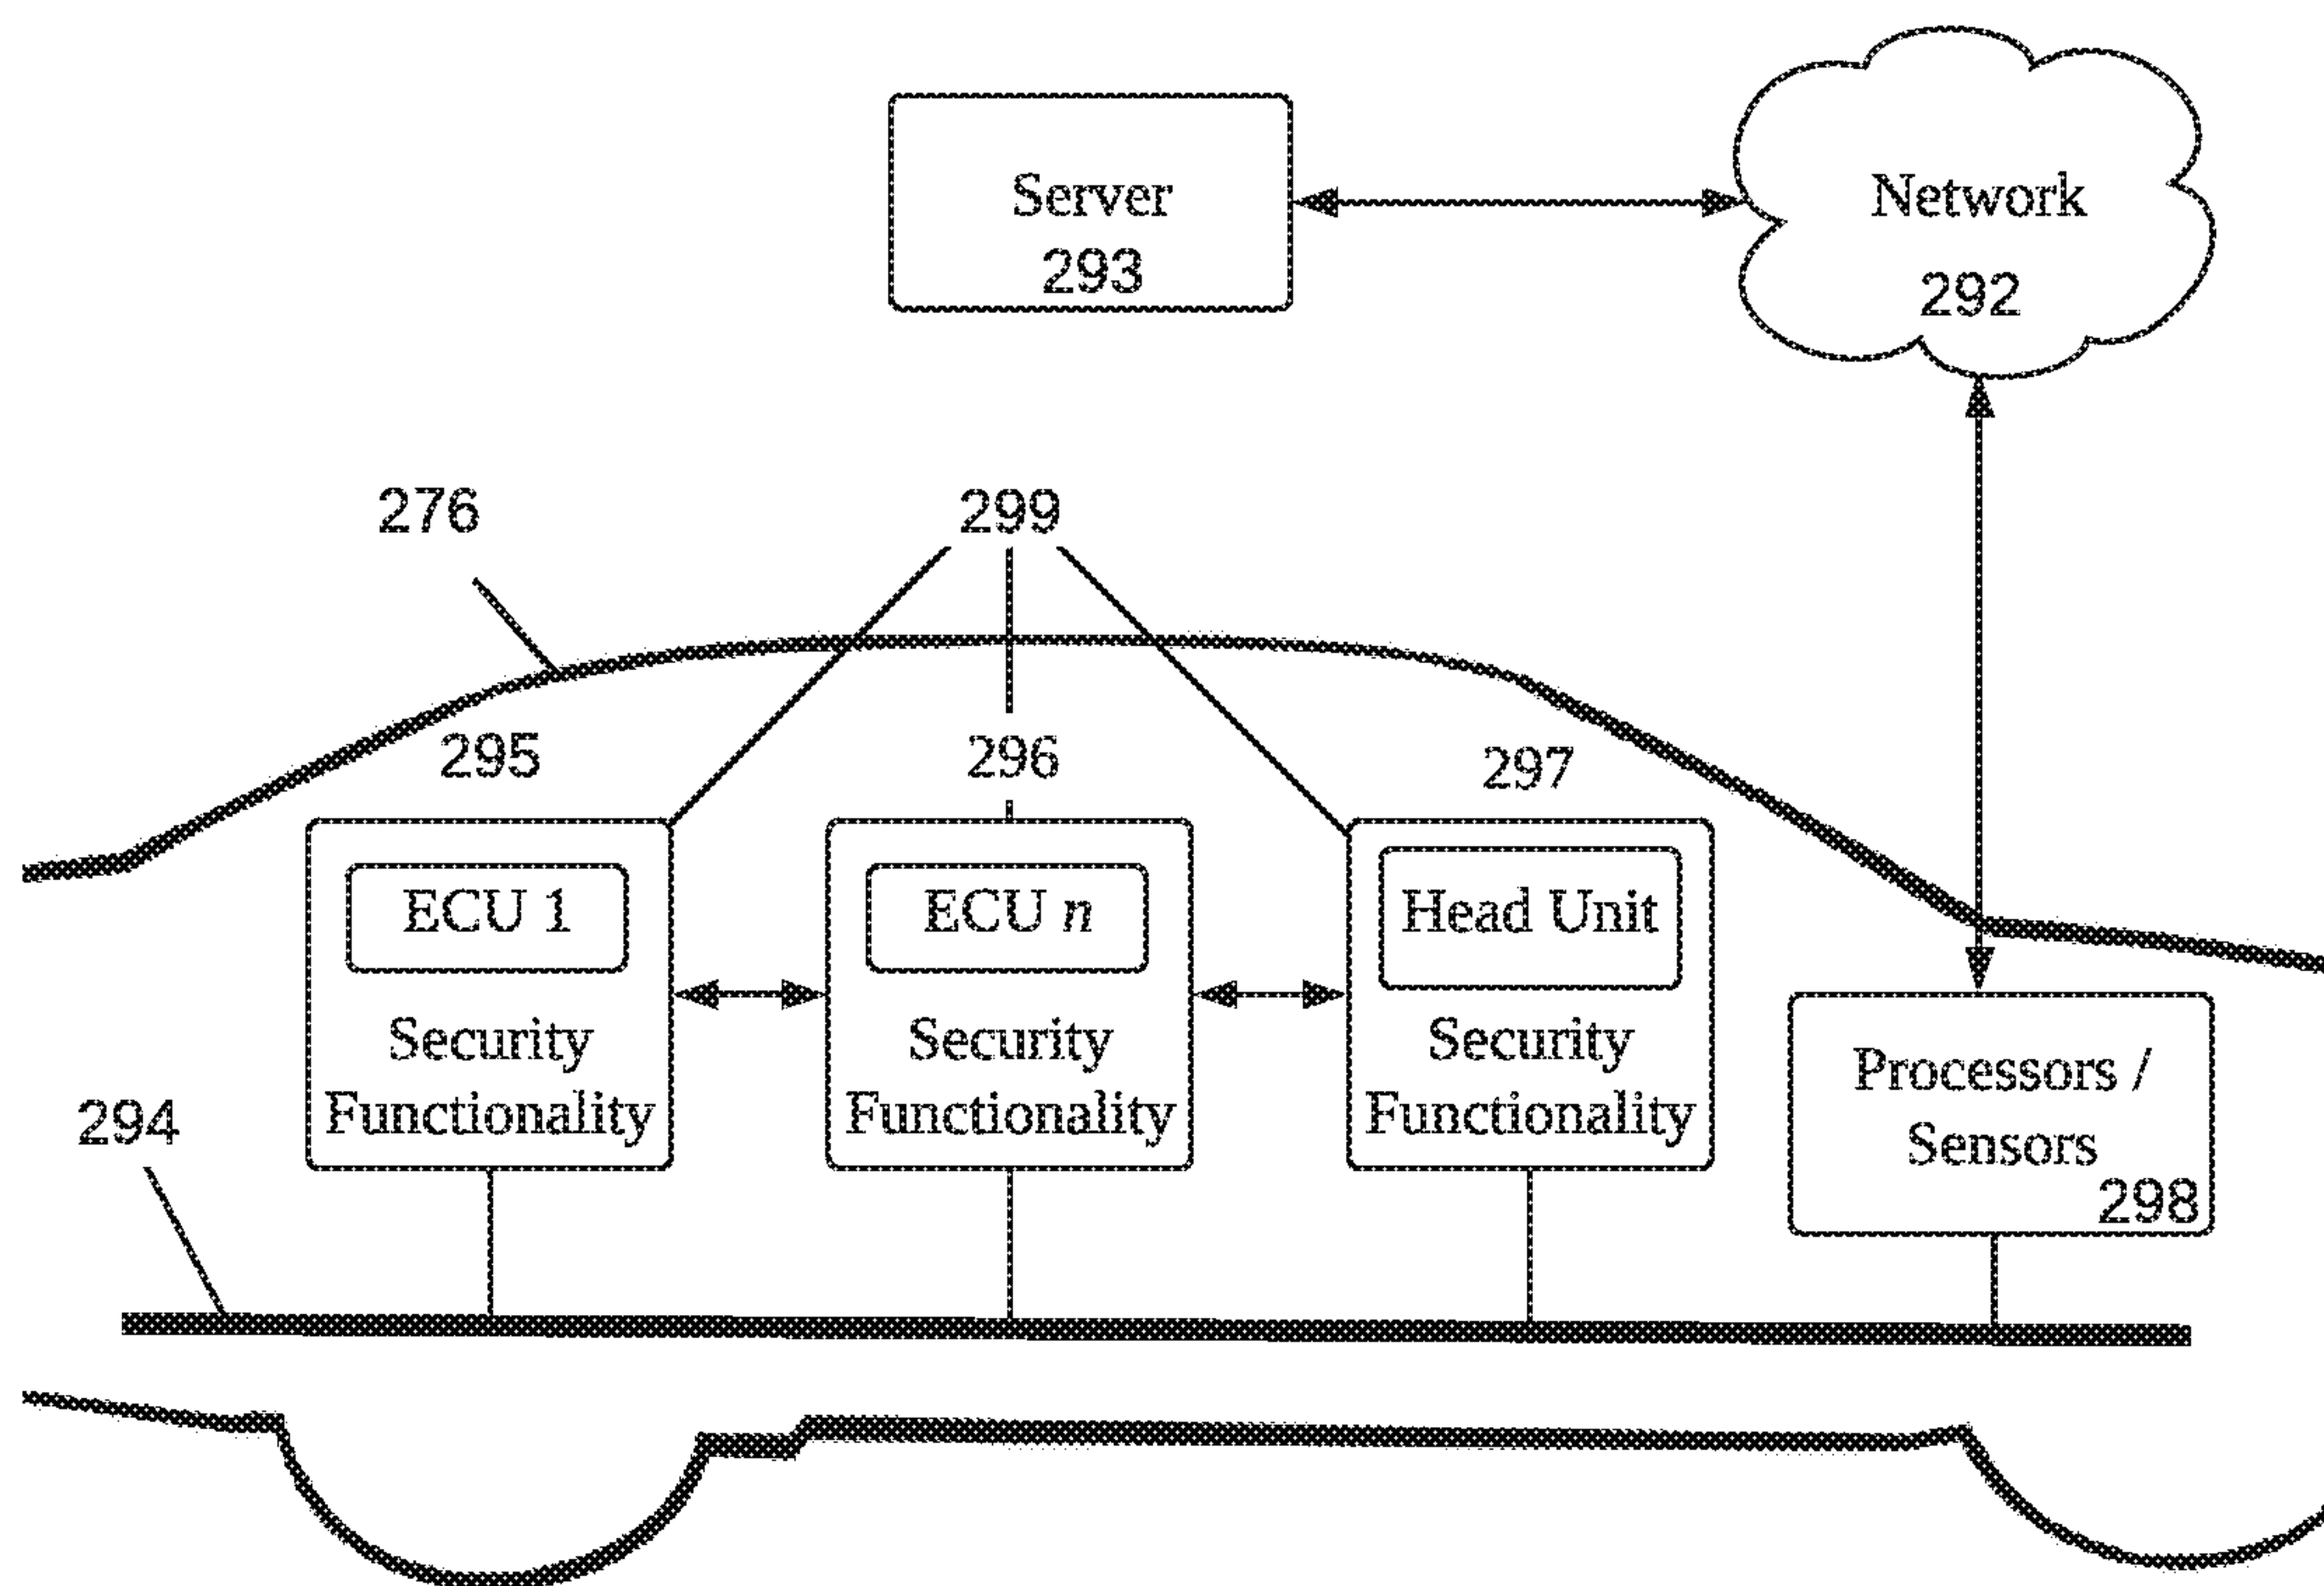 Server
293
Network
292
276
299
295
296
297
ECU 1
Security
Functionality
ECU n
Security
Functionality
Head Unit
Security
Functionality
Processors /
Sensors
298
294